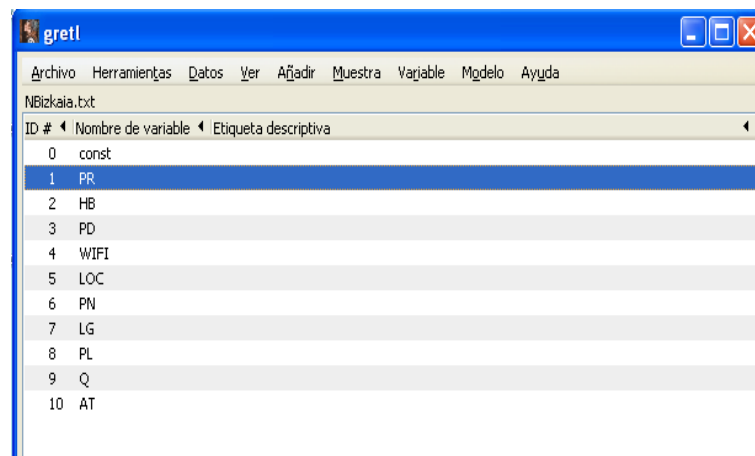 gretl
Archivo Herramientas Datos Ver Añadir Muestra Variable Modelo Ayuda
NBizkaia.txt
ID # Nombre de variable Etiqueta descriptiva
0 const
1 PR
2 HB
3 PD
4 WIFI
5 LOC
6 PN
7 LG
8 PL
9 Q
10 AT